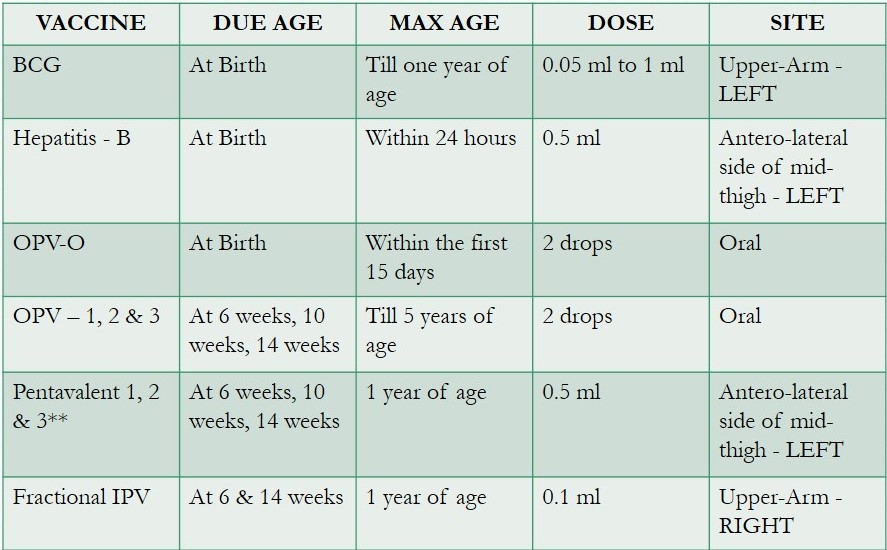 VACCINE DUE AGE MAX AGE DOSE SITE
BCG At Birth Till one year of 0.05 ml to 1 ml Upper-Arm -
age LEFT
Hepatitis - B At Birth Within 24 hours 0.5 ml Antero-lateral
side of mid-
thigh - LEFT
OPV-O At Birth Within the first 2 drops Oral
15 days
OPV – 1, 2 & 3 At 6 weeks, 10 Till 5 years of 2 drops Oral
weeks, 14 weeks age
Pentavalent 1, 2 At 6 weeks, 10 1 year of age 0.5 ml Antero-lateral
& 3** weeks, 14 weeks side of mid-
thigh - LEFT
Fractional IPV At 6 & 14 weeks 1 year of age 0.1 ml Upper-Arm -
RIGHT